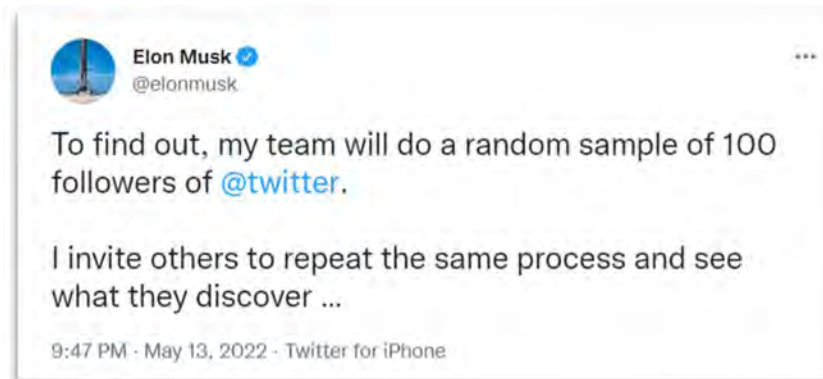 Elon Musk
@elonmusk
To find out, my team will do a random sample of 100
followers of @twitter.
I invite others to repeat the same process and see
what they discover ...
9:47 PM · May 13, 2022 · Twitter for iPhone